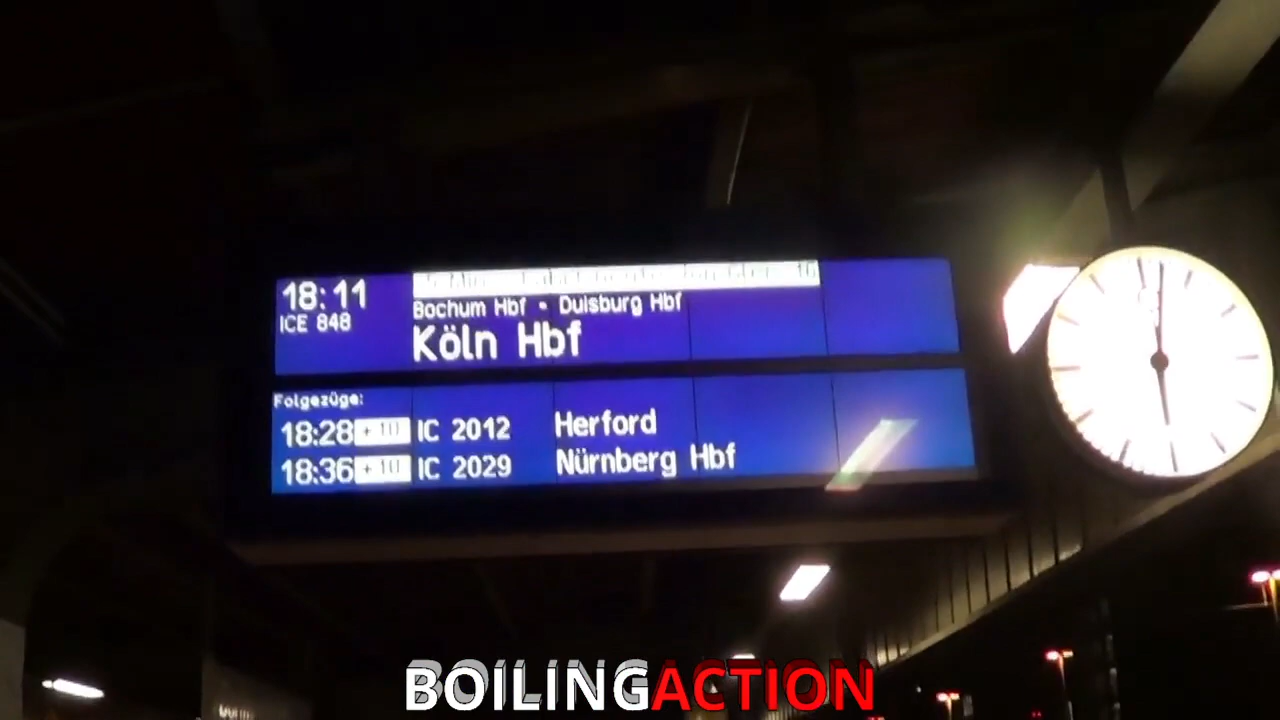 18:11
ICE 848
Bochum Hbf • Duisburg Hbf
Köln Hbf
Folgezüge:
18:28 +10 IC 2012 Herford
18:36 +10 IC 2029 Nürnberg Hbf
BOILINGACTION